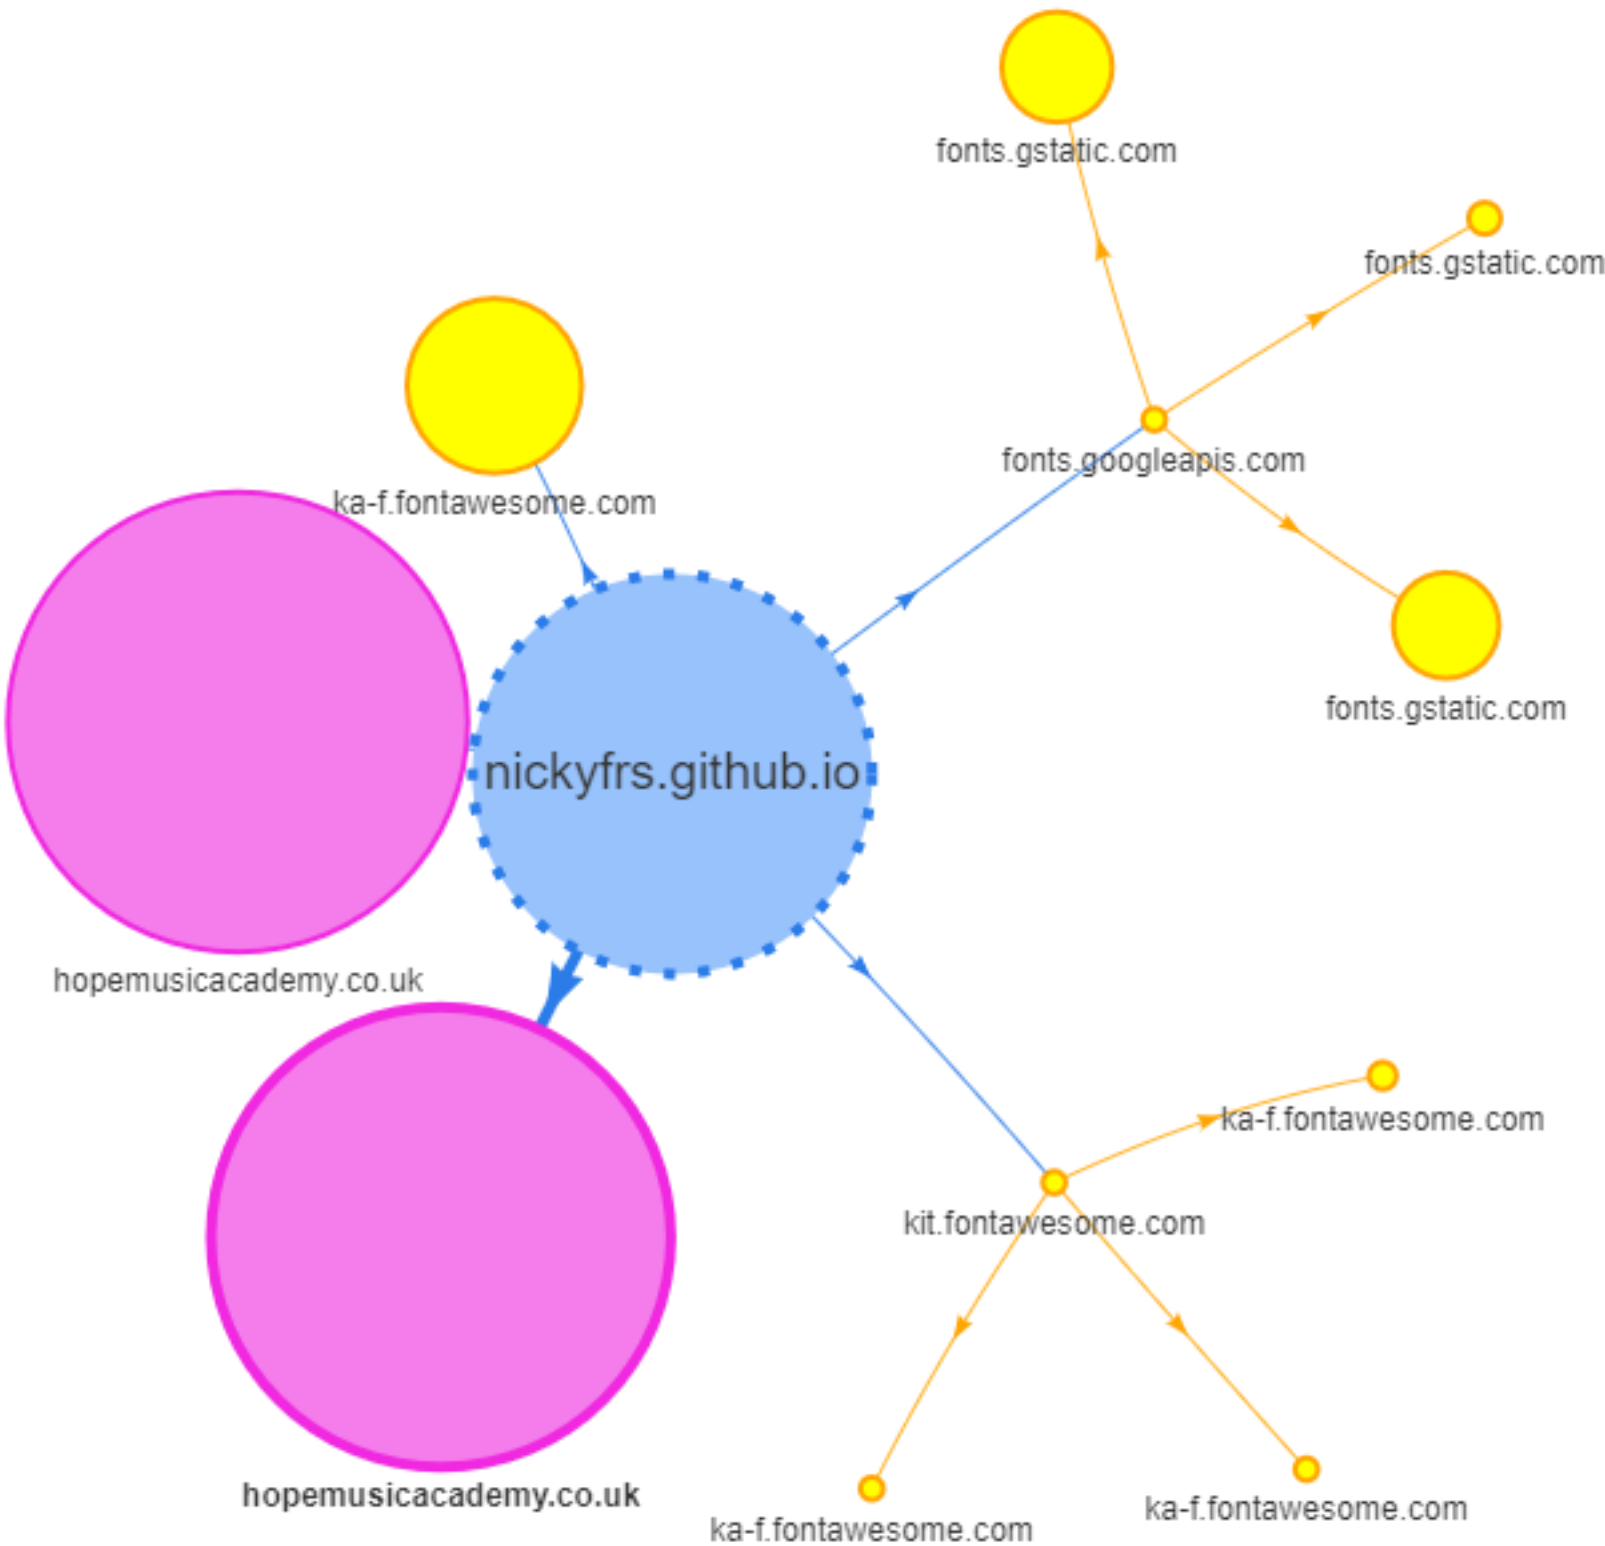 fonts.gstatic.com
fonts.gstatic.com
fonts.googleapis.com
ka-f.fontawesome.com
fonts.gstatic.com
nickyfrs.github.io
hopemusicacademy.co.uk
ka-f.fontawesome.com
kit.fontawesome.com
hopemusicacademy.co.uk
ka-f.fontawesome.com
ka-f.fontawesome.com